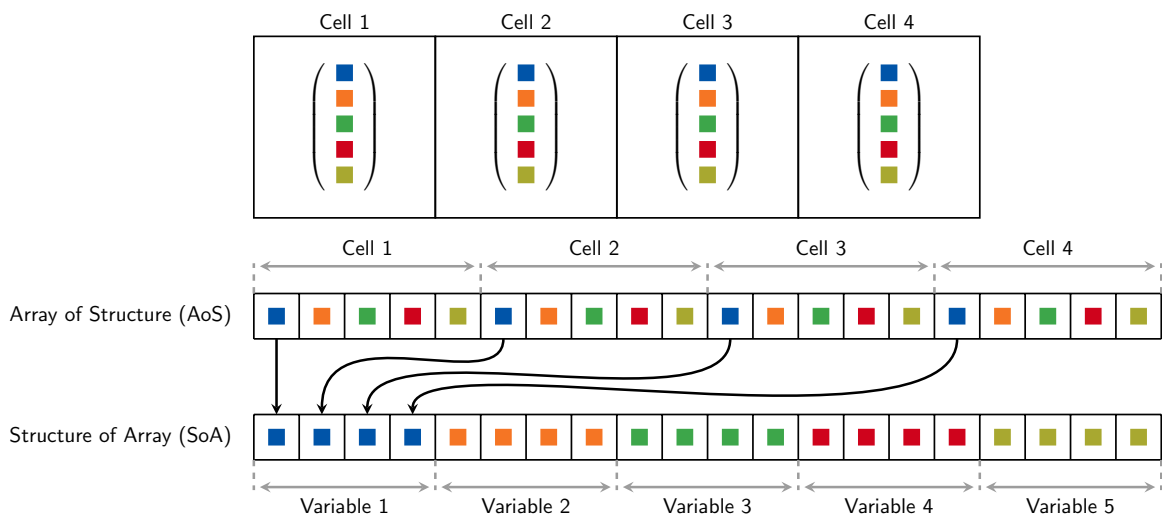 Cell 1 Cell 2 Cell 3 Cell 4
Cell 1 Cell 2 Cell 3 Cell 4
Array of Structure (AoS)
Structure of Array (SoA)
Variable 1 Variable 2 Variable 3 Variable 4 Variable 5